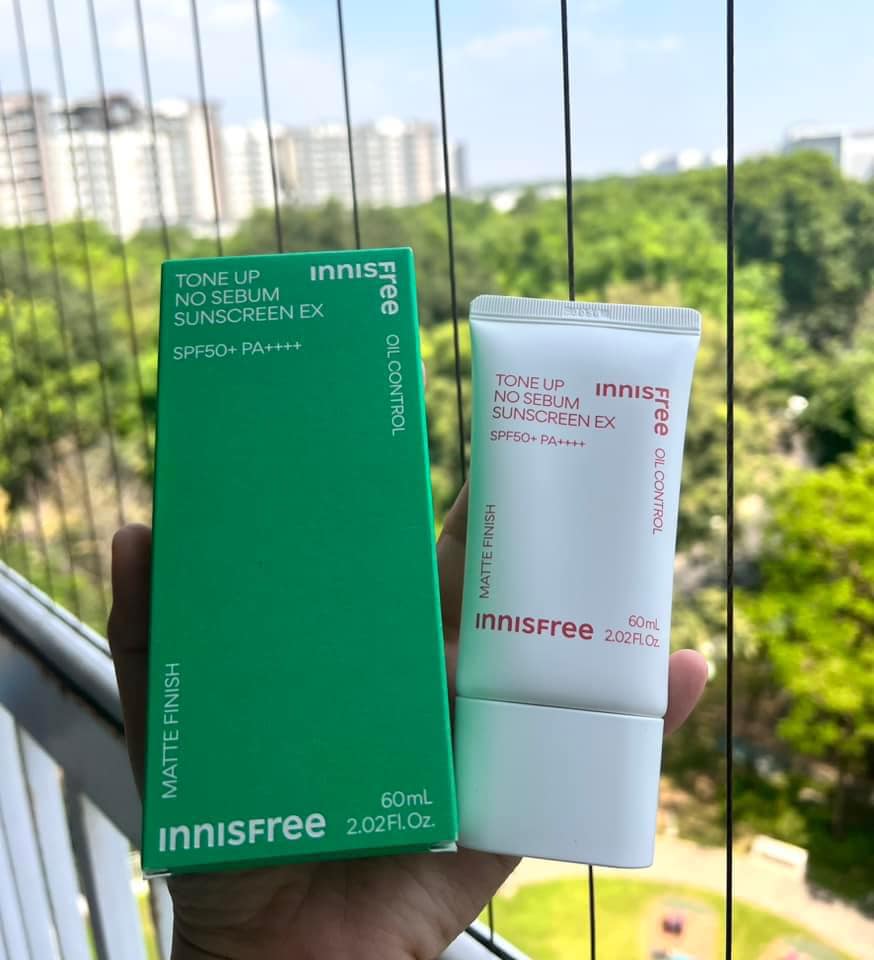 TONE UP
NO SEBUM
SUNSCREEN EX
SPF50+ PA++++
INNISFree
OIL CONTROL
MATTE FINISH
INNISFree
60mL
2.02Fl.Oz.
TONE UP
NO SEBUM
SUNSCREEN EX
SPF50+ PA++++
INNISFree
OIL CONTROL
MATTE FINISH
INNISFree
60mL
2.02Fl.Oz.